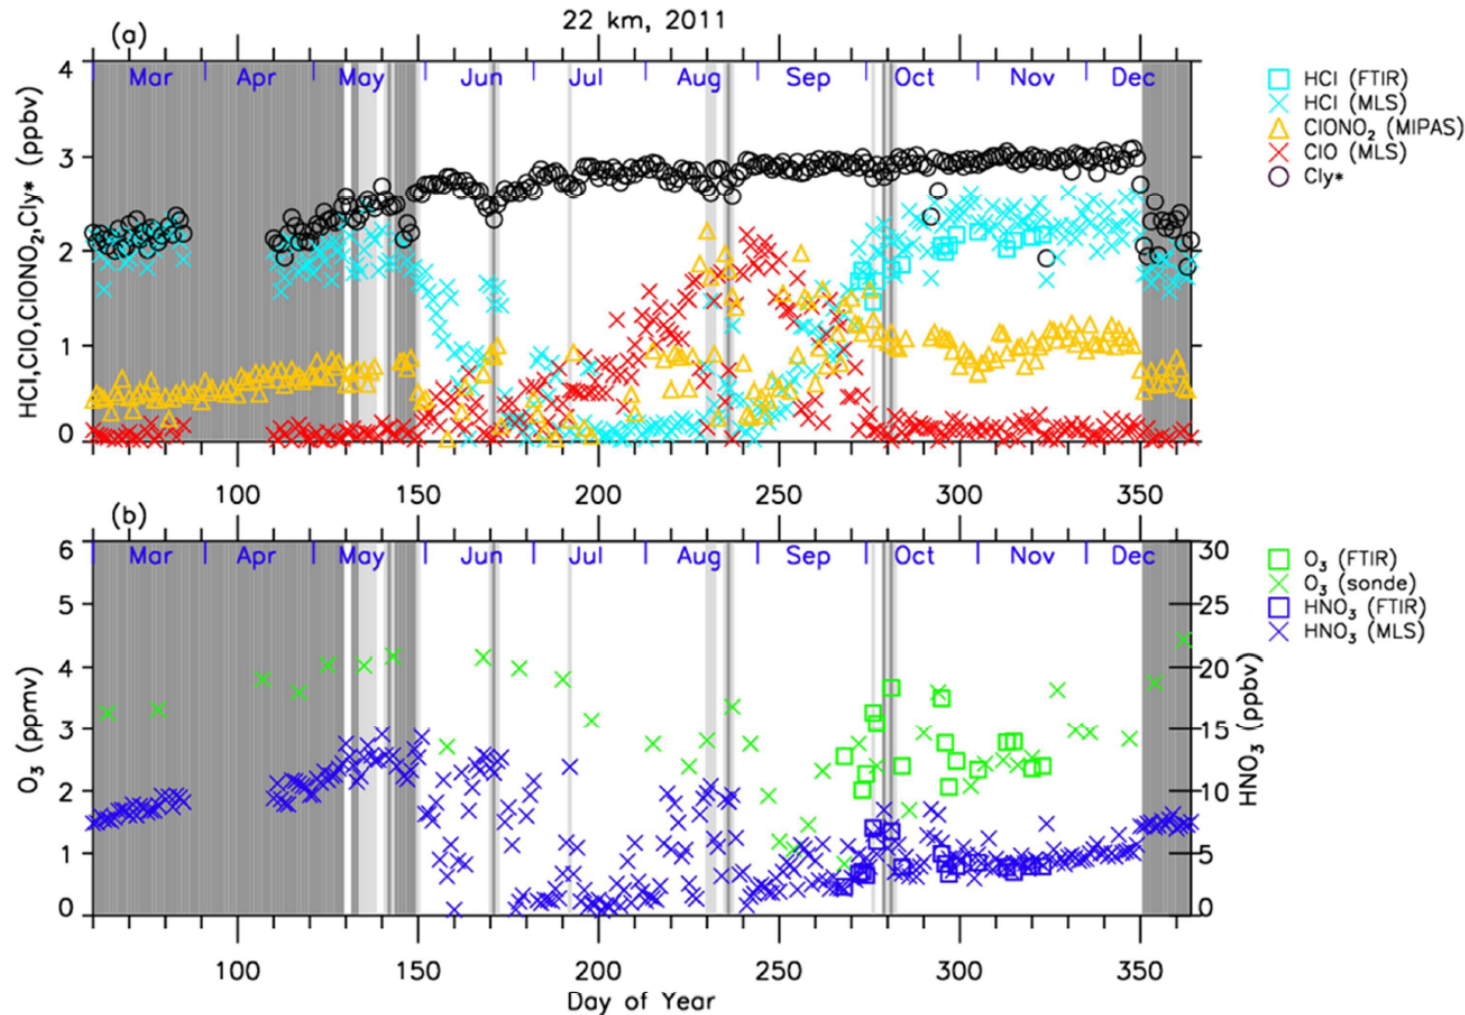 22 km, 2011
(a)
HCl,ClO,ClONO₂,Cly* (ppbv)
4
3
2
1
0
Mar Apr May Jun Jul Aug Sep Oct Nov Dec
100 150 200 250 300 350
HCl (FTIR)
HCl (MLS)
ClONO₂ (MIPAS)
ClO (MLS)
Cly*
(b)
O₃ (ppmv)
6
5
4
3
2
1
0
Mar Apr May Jun Jul Aug Sep Oct Nov Dec
30
25
20
15
10
5
0
HNO₃ (ppbv)
100 150 200 250 300 350
Day of Year
O₃ (FTIR)
O₃ (sonde)
HNO₃ (FTIR)
HNO₃ (MLS)